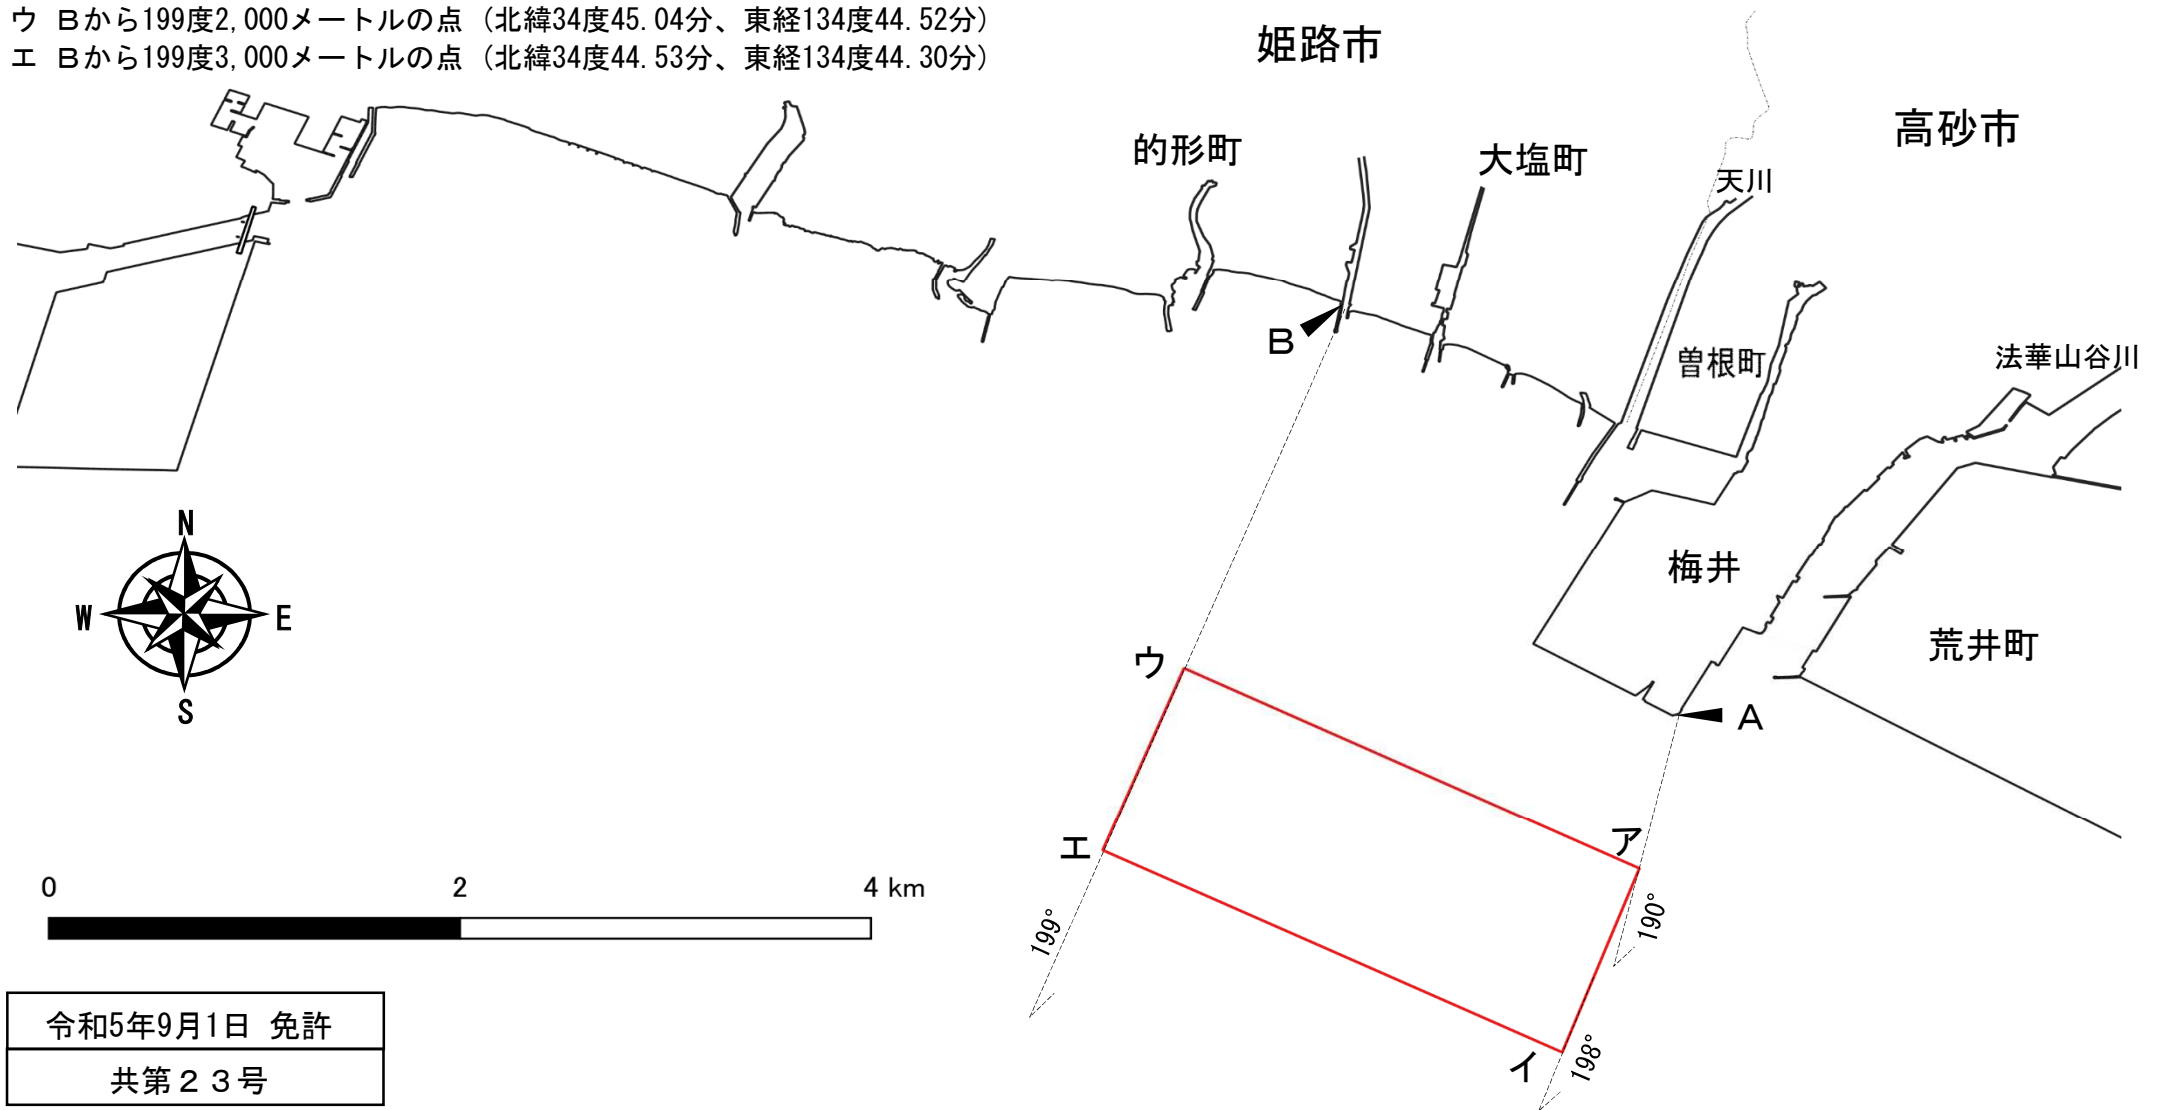 ウ Ｂから199度2,000メートルの点（北緯34度45.04分、東経134度44.52分）
エ Ｂから199度3,000メートルの点（北緯34度44.53分、東経134度44.30分）
姫路市
高砂市
的形町
大塩町
天川
B
曽根町
法華山谷川
N
W
E
S
梅井
荒井町
ウ
A
ア
エ
0
2
4 km
190°
199°
令和5年9月1日 免許
共第２３号
イ
198°